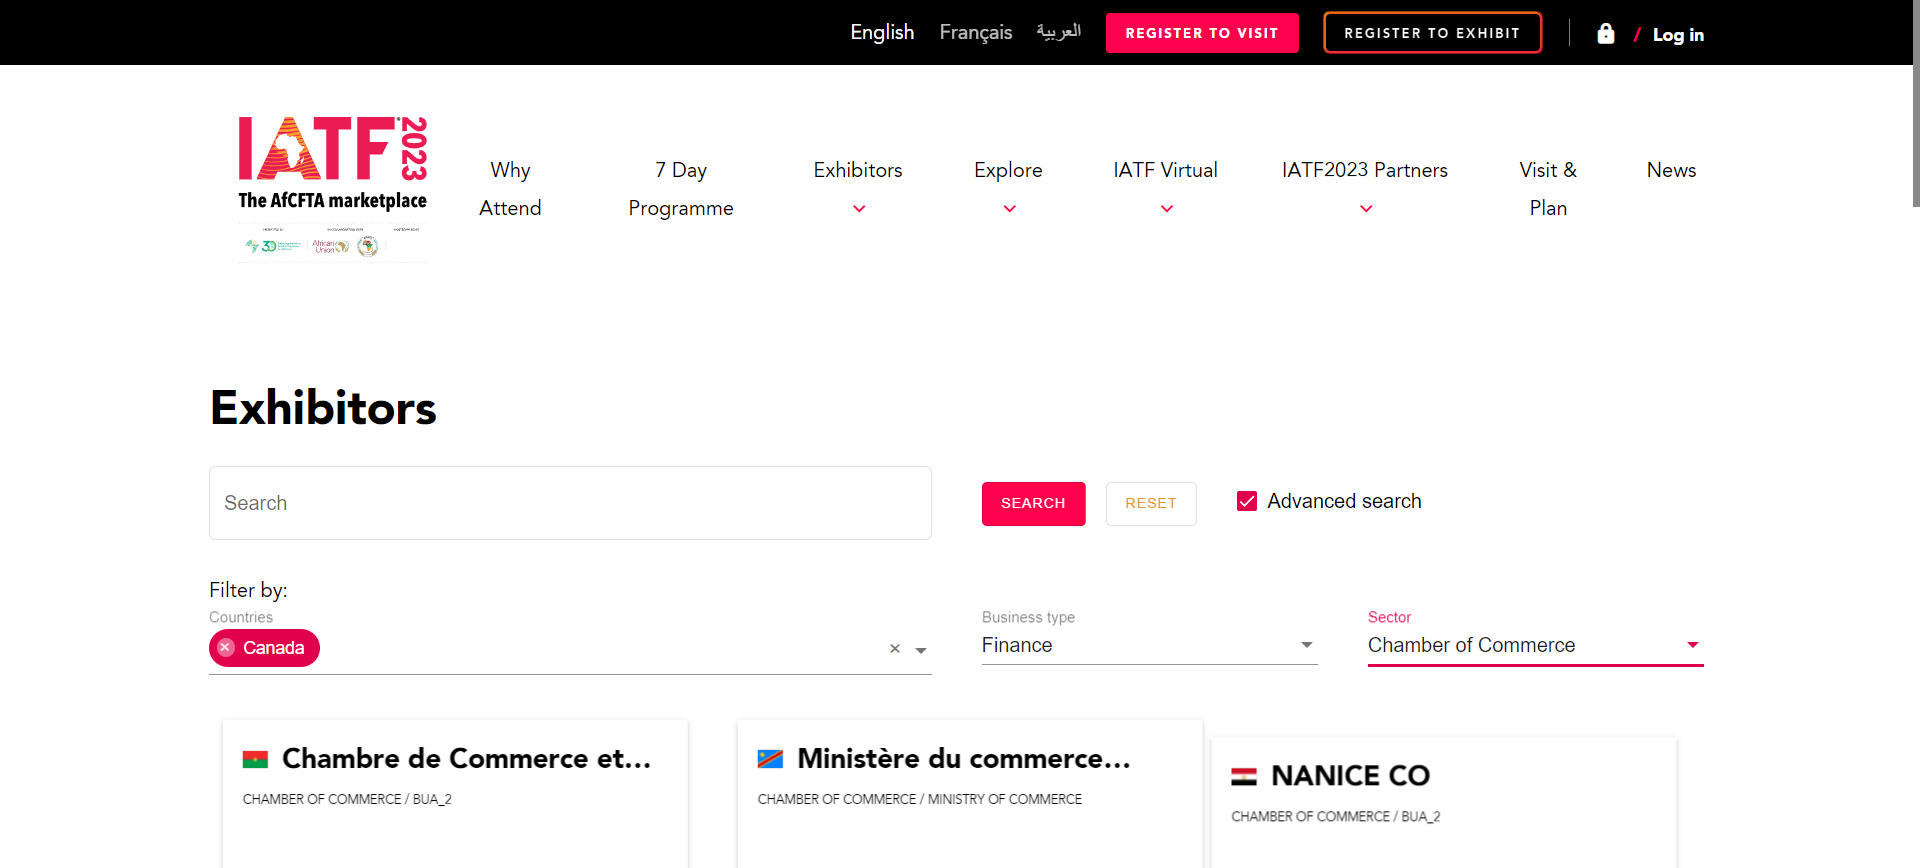 English Français العربية REGISTER TO VISIT REGISTER TO EXHIBIT / Log in
IATF 2023
The AfCFTA marketplace
African Union
Why Attend
7 Day Programme
Exhibitors
Explore
IATF Virtual
IATF2023 Partners
Visit & Plan
News
Exhibitors
Search
SEARCH RESET Advanced search
Filter by:
Countries Business type Sector
Canada Finance Chamber of Commerce
Chambre de Commerce et...
CHAMBER OF COMMERCE / BUA_2
Ministère du commerce...
CHAMBER OF COMMERCE / MINISTRY OF COMMERCE
NANICE CO
CHAMBER OF COMMERCE / BUA_2